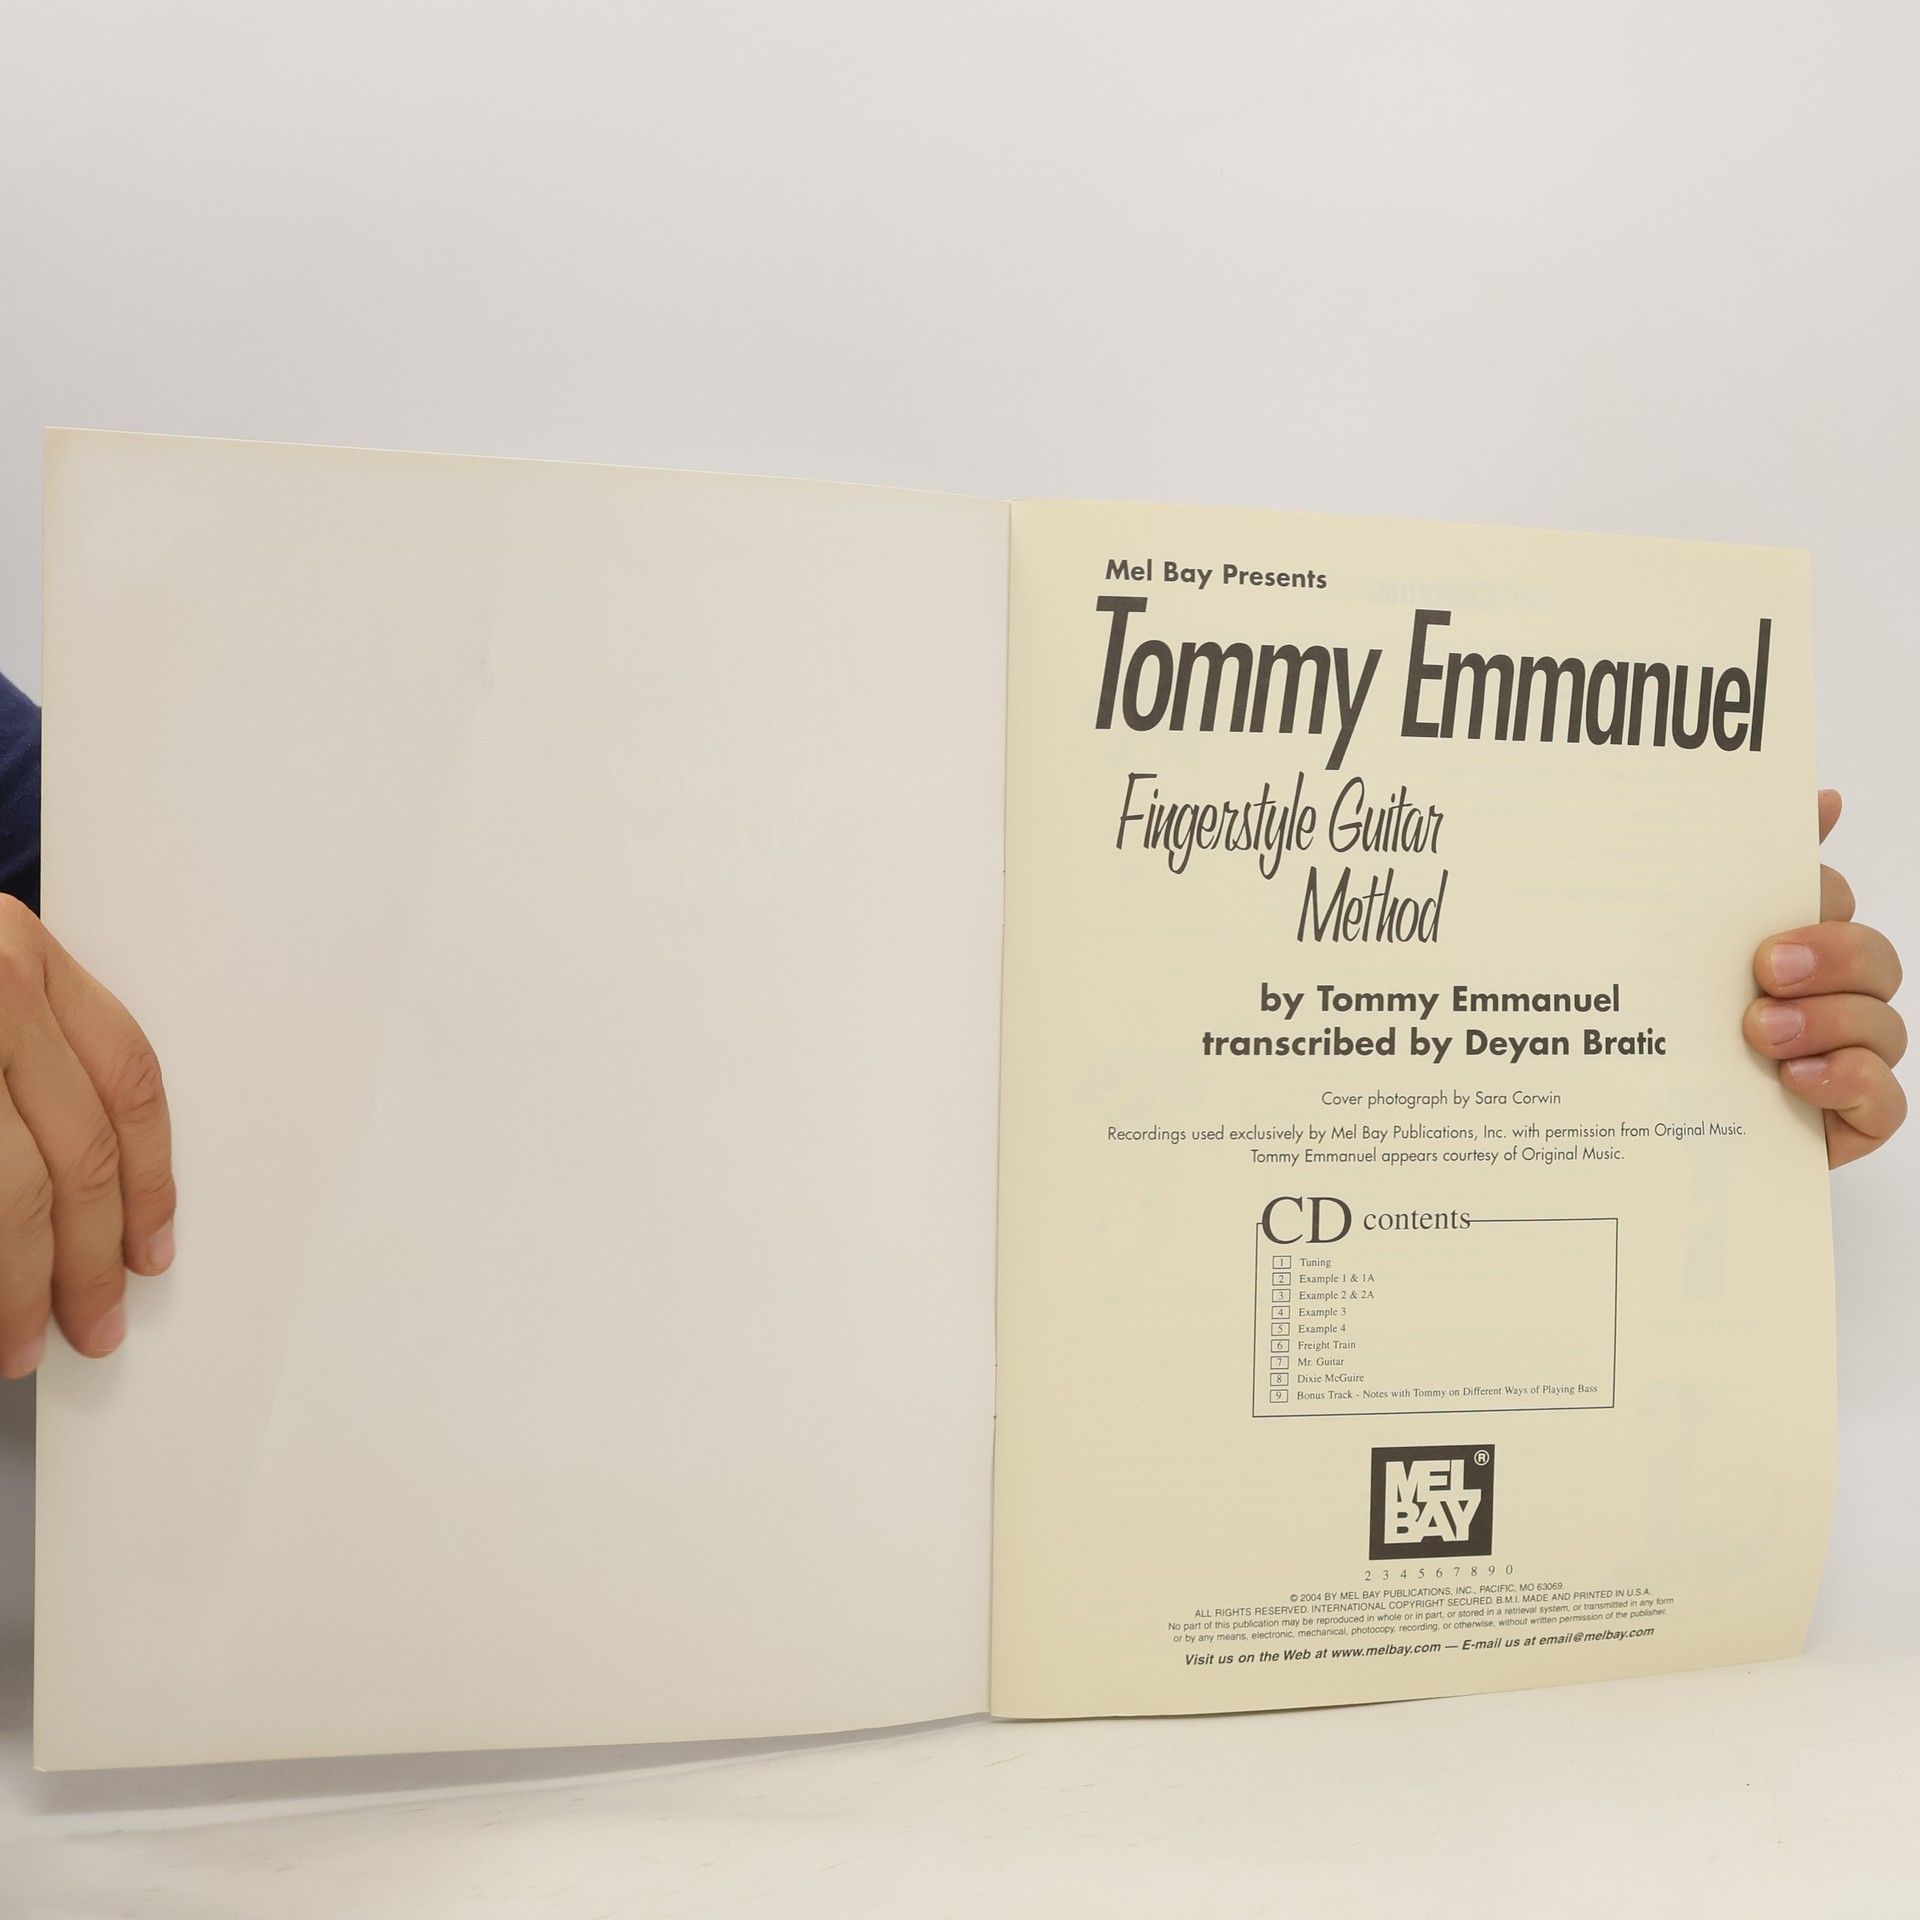 Mel Bay Presents
Tommy Emmanuel
Fingerstyle Guitar
Method
by Tommy Emmanuel
transcribed by Deyan Bratic
Cover photograph by Sara Corwin
Recordings used exclusively by Mel Bay Publications, Inc. with permission from Original Music.
Tommy Emmanuel appears courtesy of Original Music.
CD contents
1 Tuning
2 Example 1 & 1A
3 Example 2 & 2A
4 Example 3
5 Example 4
6 Freight Train
7 Mr. Guitar
8 Dixie McGuire
9 Bonus Track - Notes with Tommy on Different Ways of Playing Bass
MEL ®
BAY
2 3 4 5 6 7 8 9 0
© 2004 BY MEL BAY PUBLICATIONS, INC., PACIFIC, MO 63069.
ALL RIGHTS RESERVED. INTERNATIONAL COPYRIGHT SECURED. B.M.I. MADE AND PRINTED IN U.S.A.
No part of this publication may be reproduced in whole or in part, or stored in a retrieval system, or transmitted in any form
or by any means, electronic, mechanical, photocopy, recording, or otherwise, without written permission of the publisher.
Visit us on the Web at www.melbay.com — E-mail us at email@melbay.com